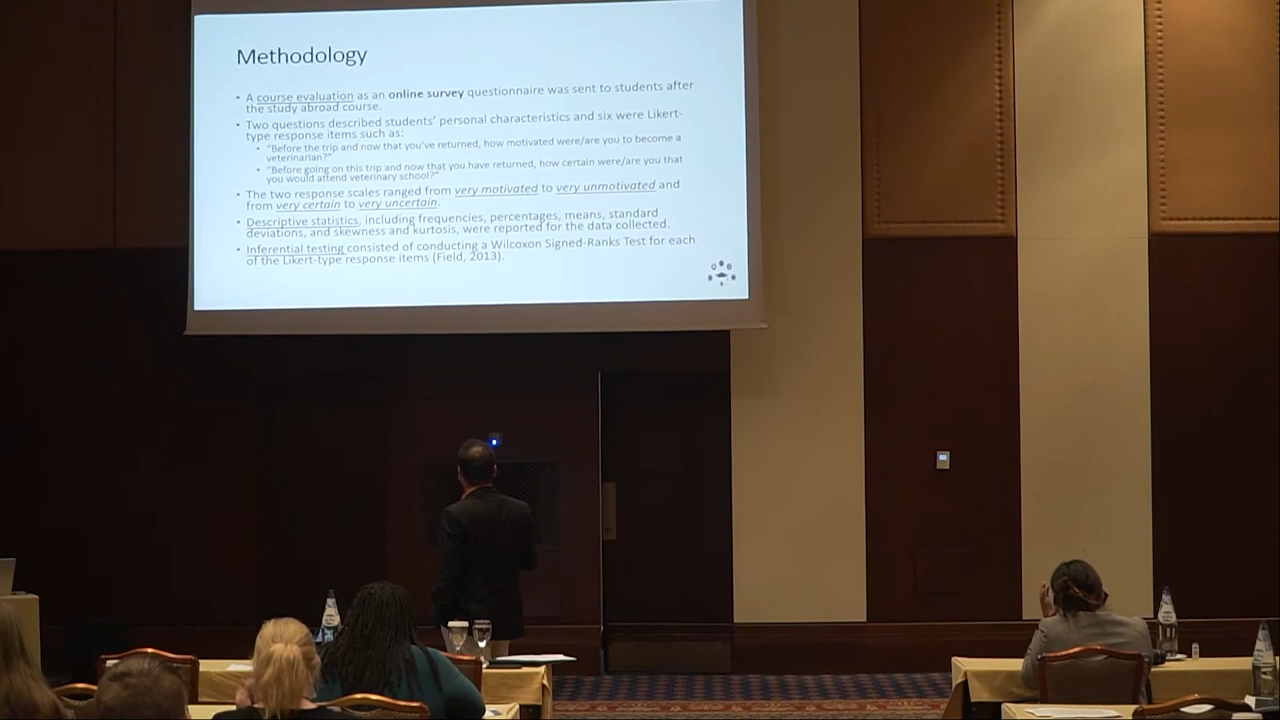 Methodology
• A course evaluation as an online survey questionnaire was sent to students after
the study abroad course.
• Two questions described students' personal characteristics and six were Likert-
type response items such as:
• "Before the trip and now that you've returned, how motivated were/are you to become a
veterinarian?"
• "Before going on this trip and now that you have returned, how certain were/are you that
you would attend veterinary school?"
• The two response scales ranged from very motivated to very unmotivated and
from very certain to very uncertain.
• Descriptive statistics, including frequencies, percentages, means, standard
deviations, and skewness and kurtosis, were reported for the data collected.
• Inferential testing consisted of conducting a Wilcoxon Signed-Ranks Test for each
of the Likert-type response items (Field, 2013).